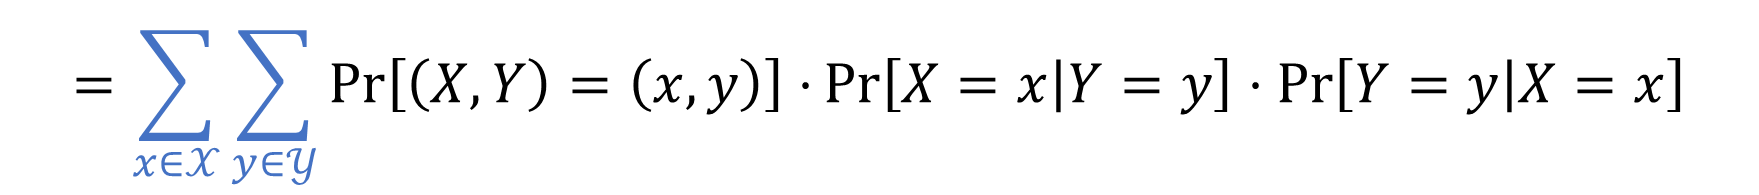 = ∑_{x∈𝒳} ∑_{y∈𝒴} Pr[(X, Y) = (x, y)] · Pr[X = x|Y = y] · Pr[Y = y|X = x]